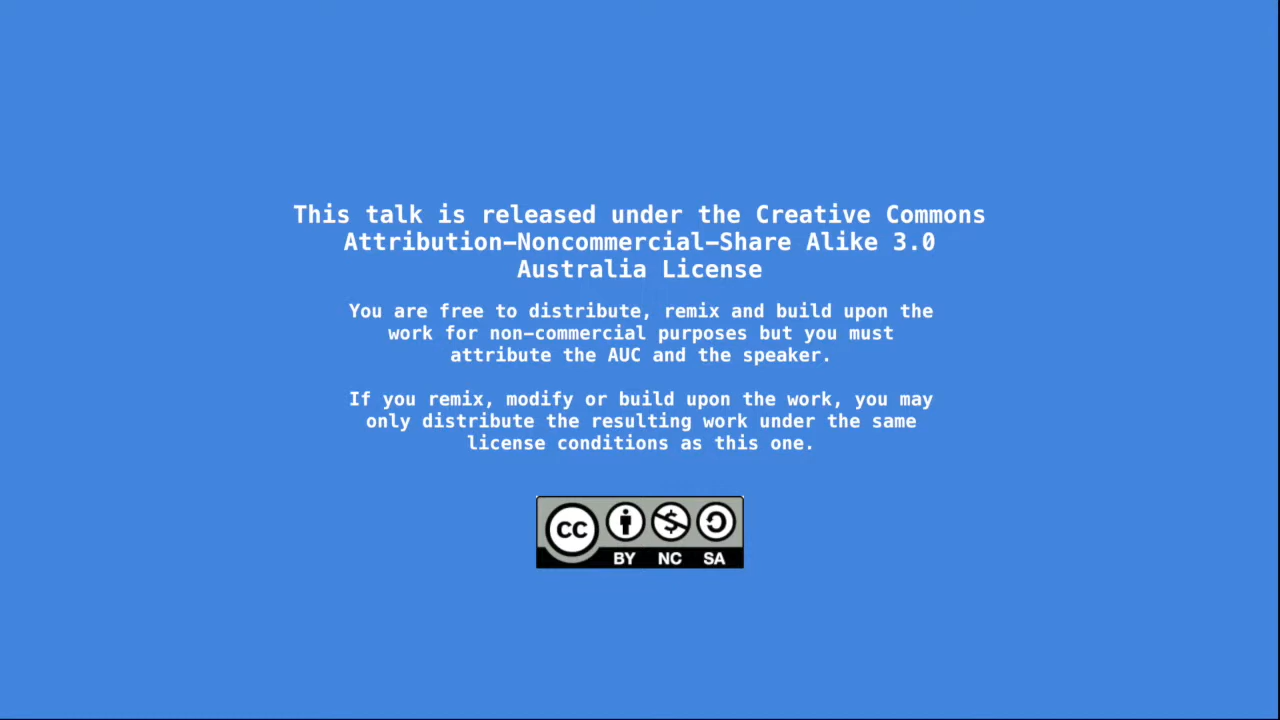 This talk is released under the Creative Commons
Attribution–Noncommercial–Share Alike 3.0
Australia License
You are free to distribute, remix and build upon the
work for non–commercial purposes but you must
attribute the AUC and the speaker.
If you remix, modify or build upon the work, you may
only distribute the resulting work under the same
license conditions as this one.
CC
BY NC SA